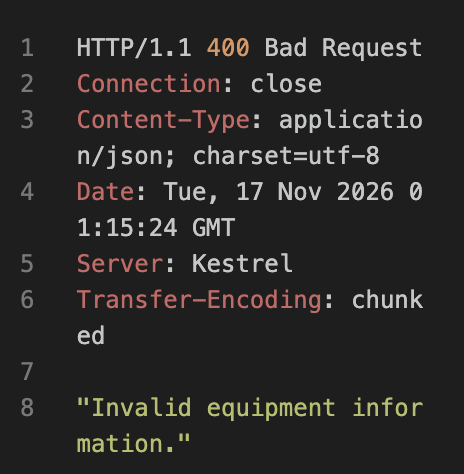 1 HTTP/1.1 400 Bad Request
2 Connection: close
3 Content-Type: applicatio
n/json; charset=utf-8
4 Date: Tue, 17 Nov 2026 0
1:15:24 GMT
5 Server: Kestrel
6 Transfer-Encoding: chunk
ed
7
8 "Invalid equipment infor
mation."